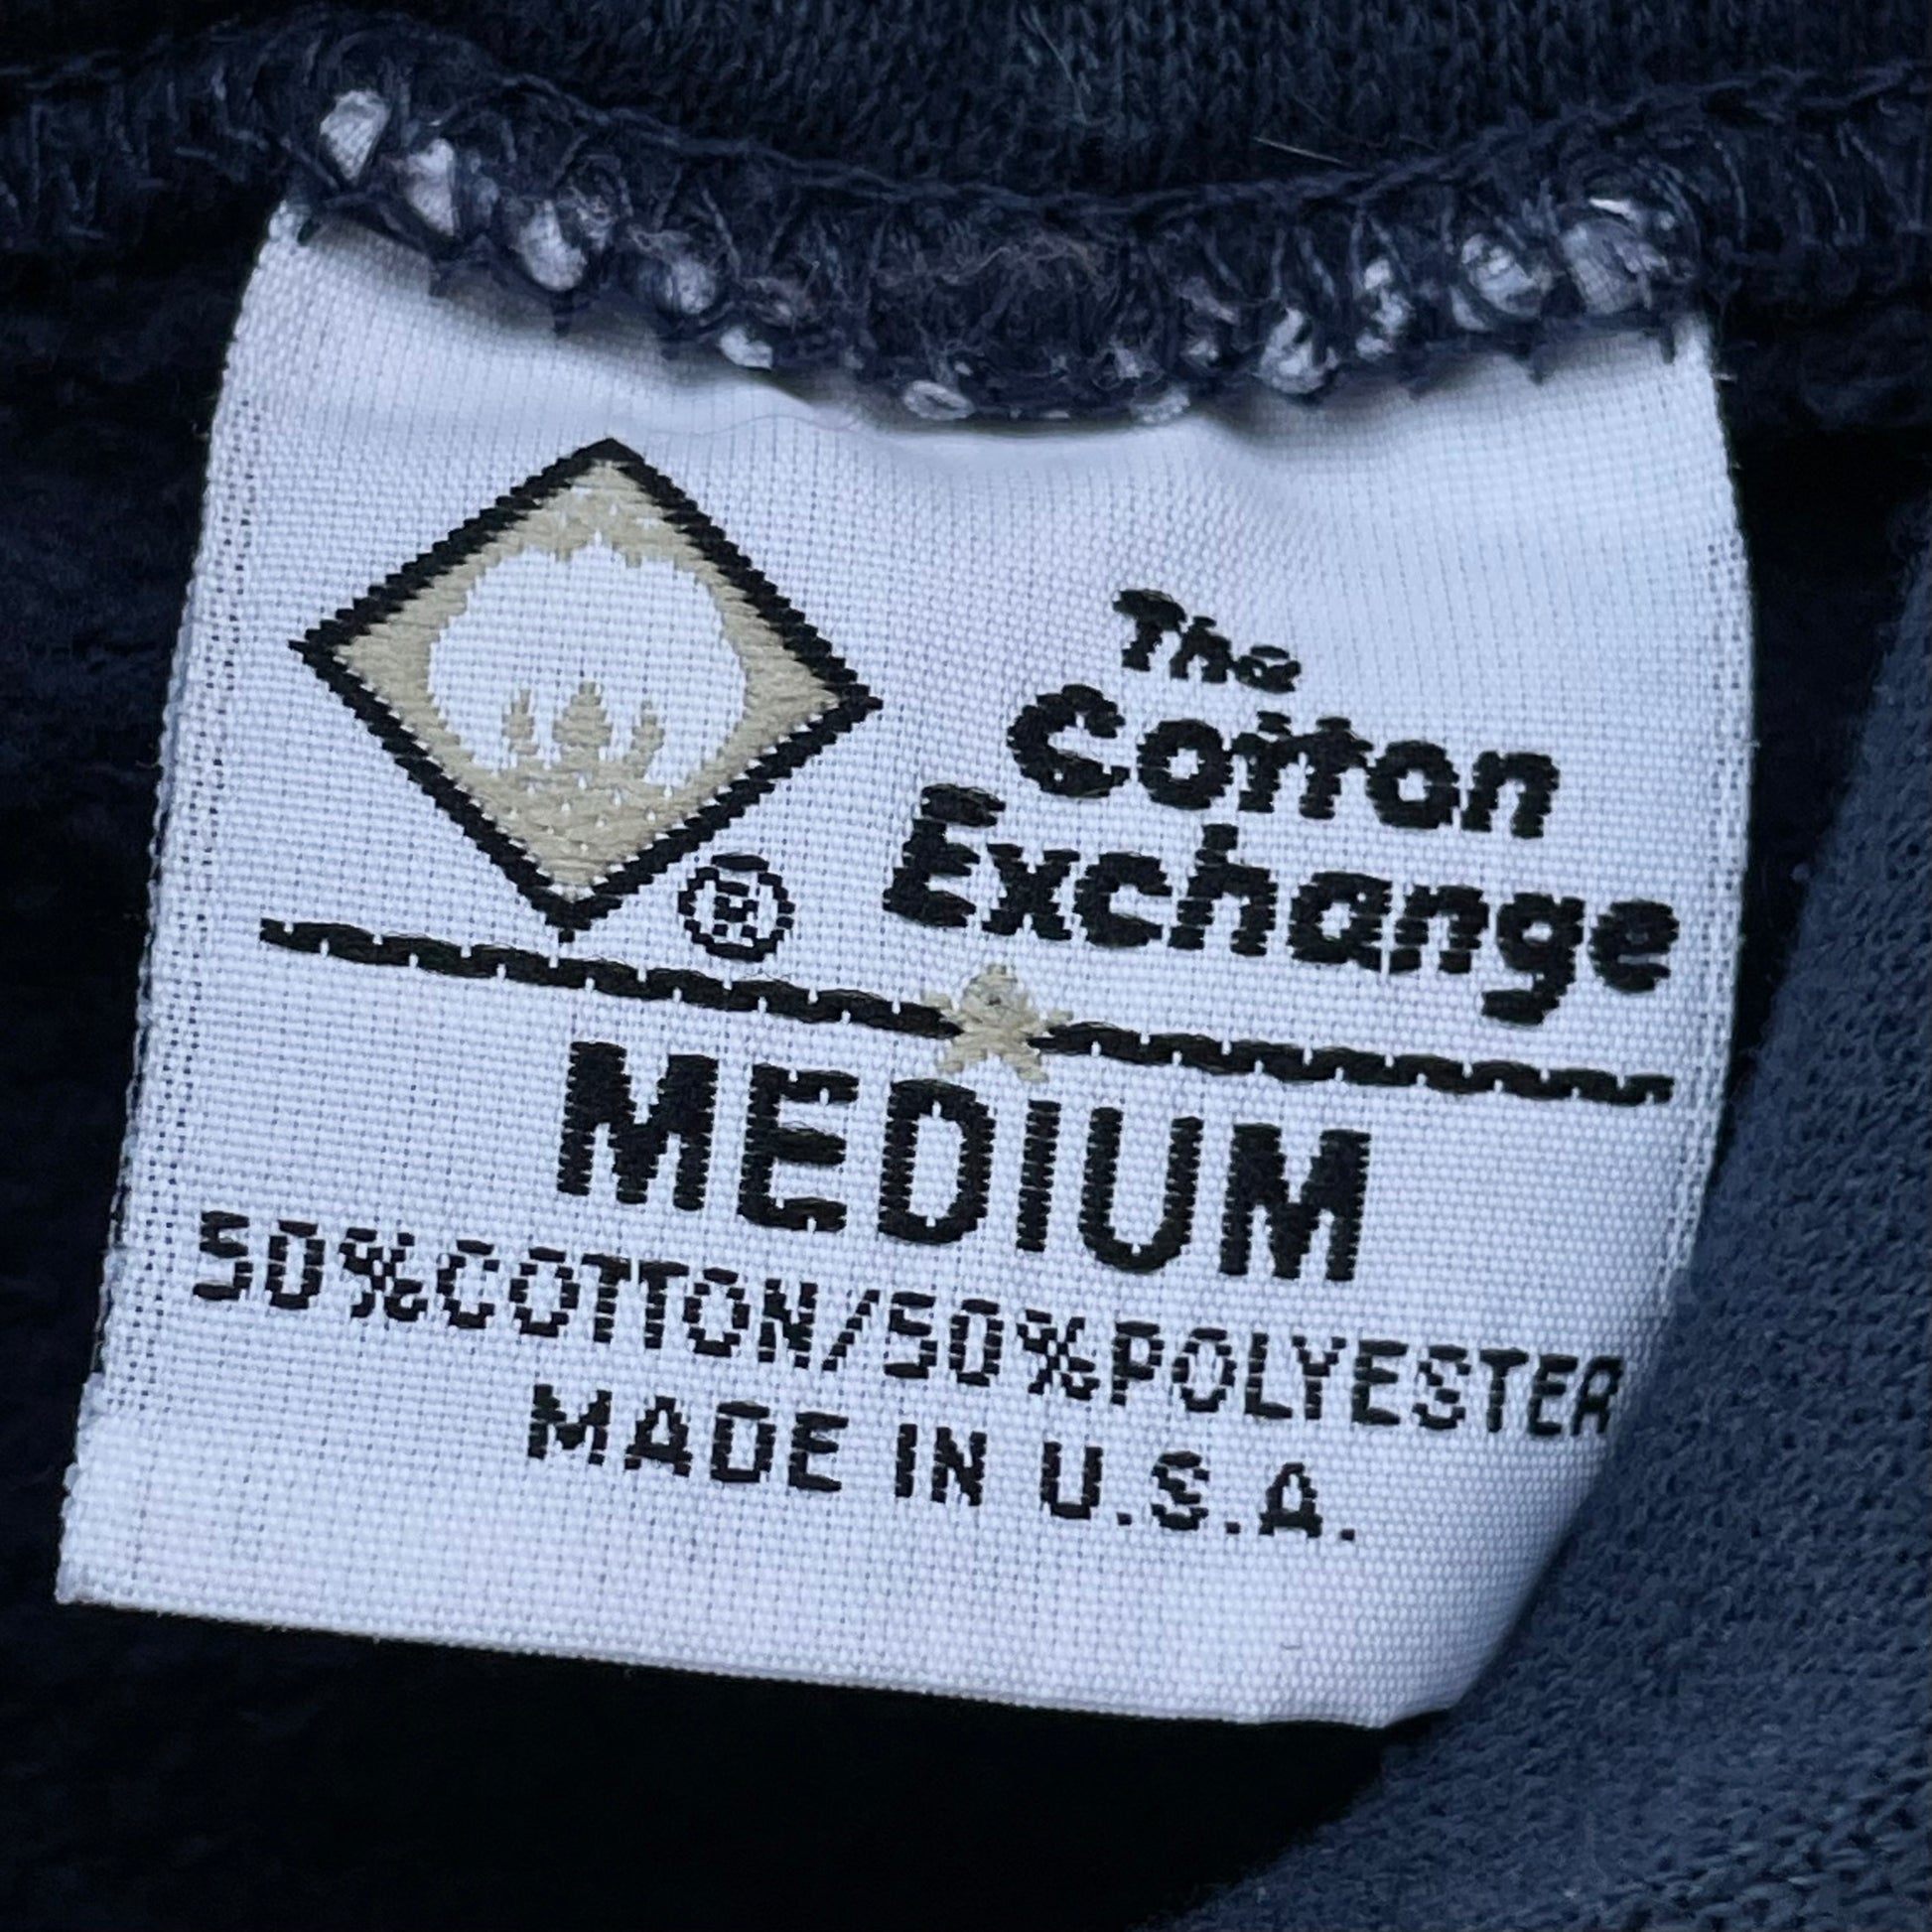 The
Cotton
Exchange
®
MEDIUM
50%COTTON/50%POLYESTER
MADE IN U.S.A.